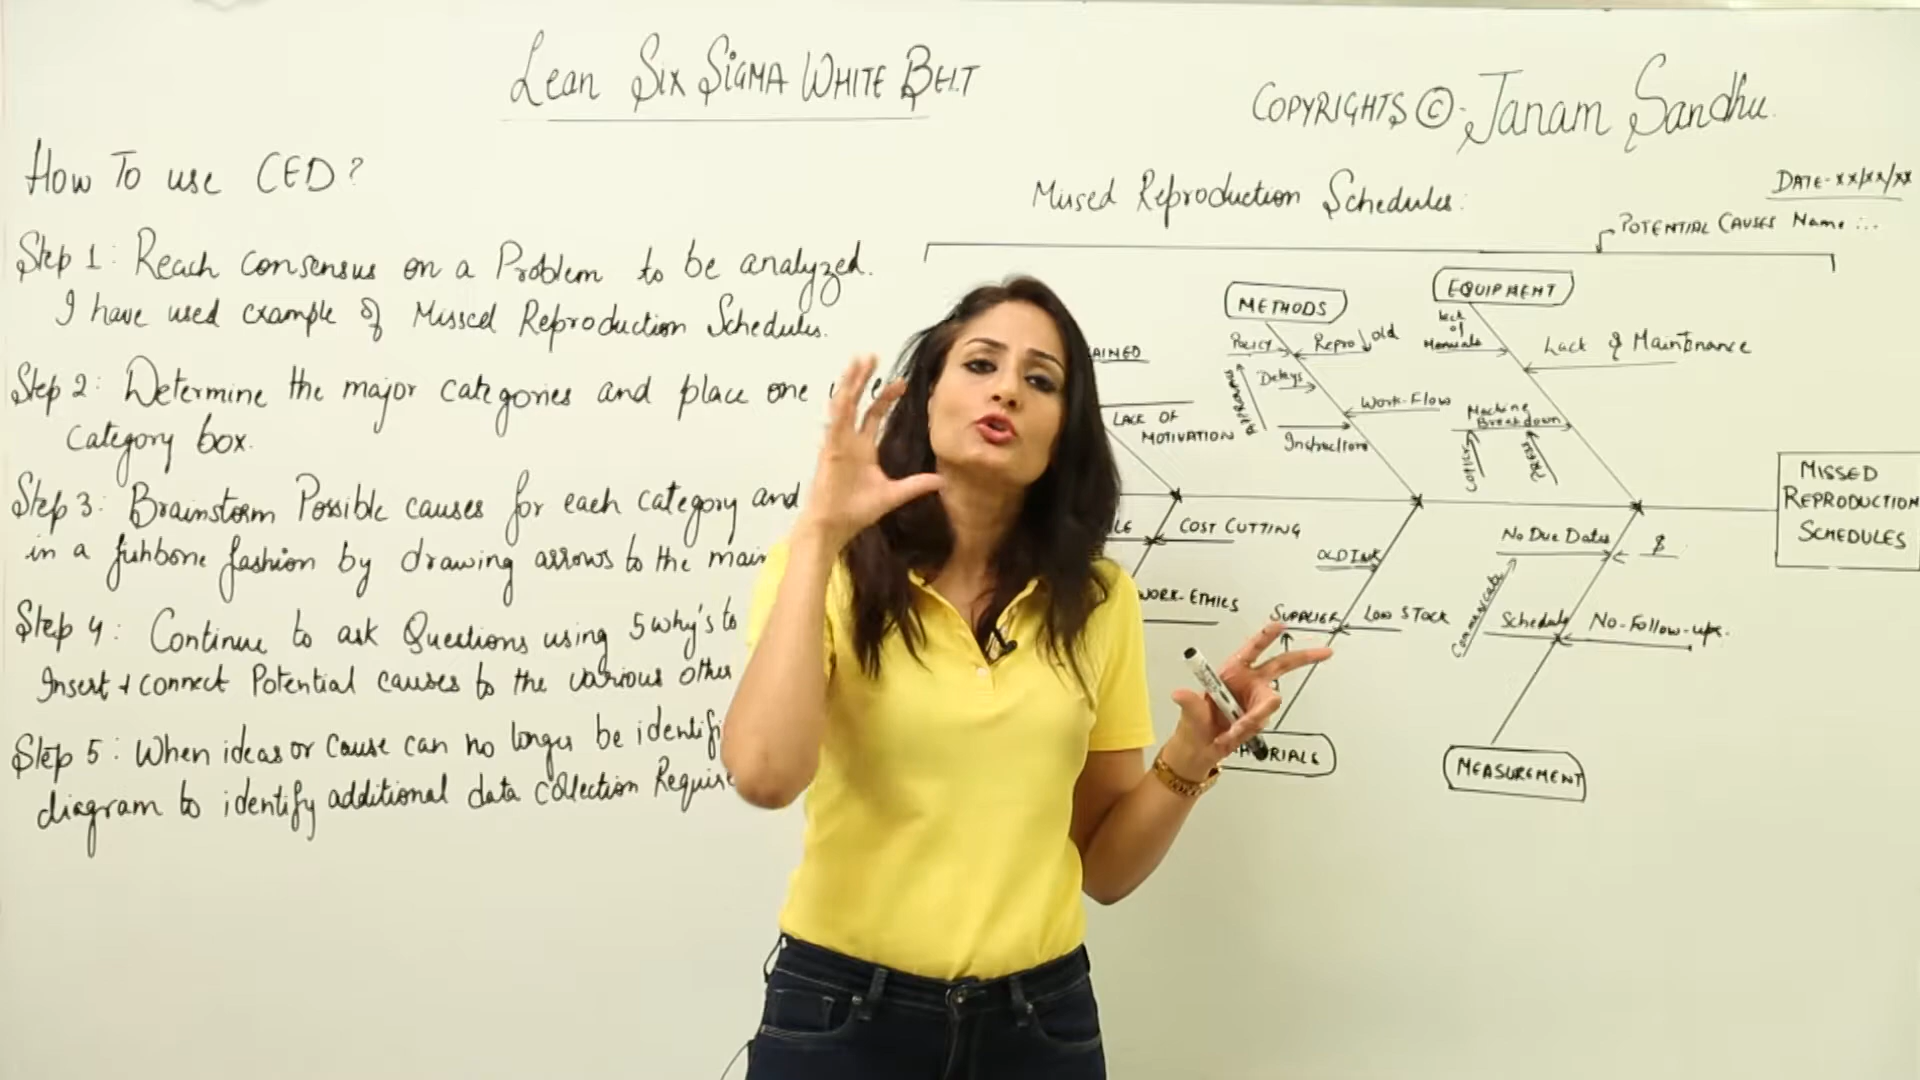 Lean Six Sigma White Belt
COPYRIGHTS ©- Janam Sandhu
How To use CED?
Step 1: Reach consensus on a Problem to be analyzed.
I have used example of Missed Reproduction Schedules.
Step 2: Determine the major categories and place one
category box.
Step 3: Brainstorm Possible causes for each category and
in a fishbone fashion by drawing arrows to the main
Step 4: Continue to ask Questions using 5 why's to
Insert + connect Potential causes to the various other
Step 5: When ideas or cause can no longer be
diagram to identify additional data collection
Missed Reproduction Schedules:
DATE-XX/XX/XX
POTENTIAL CAUSES Name:..
METHODS
EQUIPMENT
POLICY
Repro old
Delays
Work-Flow
Instruction
lack
of
Manuals
Lack of Maintenance
Machine
Breakdown
LACK OF
MOTIVATION
MISSED
REPRODUCTION
SCHEDULES
COST CUTTING
WORK-ETHICS
OLD INK
SUPPLIER
LOW STOCK
No Due Dates
$
Communicate
Schedule
No-Follow-ups.
MEASUREMENT